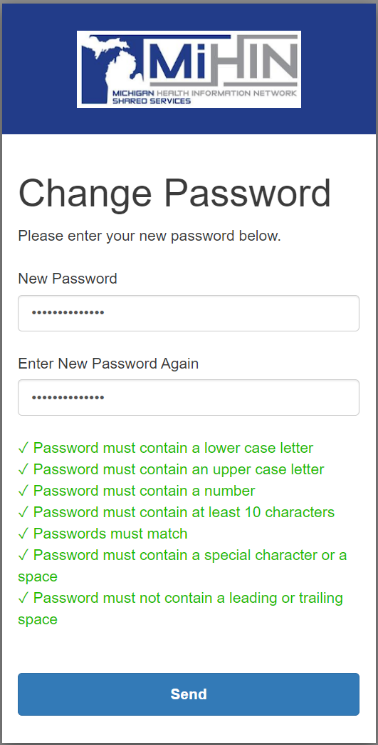 MiHIN
MICHIGAN HEALTH INFORMATION NETWORK
SHARED SERVICES
Change Password
Please enter your new password below.
New Password
••••••••••••••
Enter New Password Again
••••••••••••••
✓ Password must contain a lower case letter
✓ Password must contain an upper case letter
✓ Password must contain a number
✓ Password must contain at least 10 characters
✓ Passwords must match
✓ Password must contain a special character or a
space
✓ Password must not contain a leading or trailing
space
Send